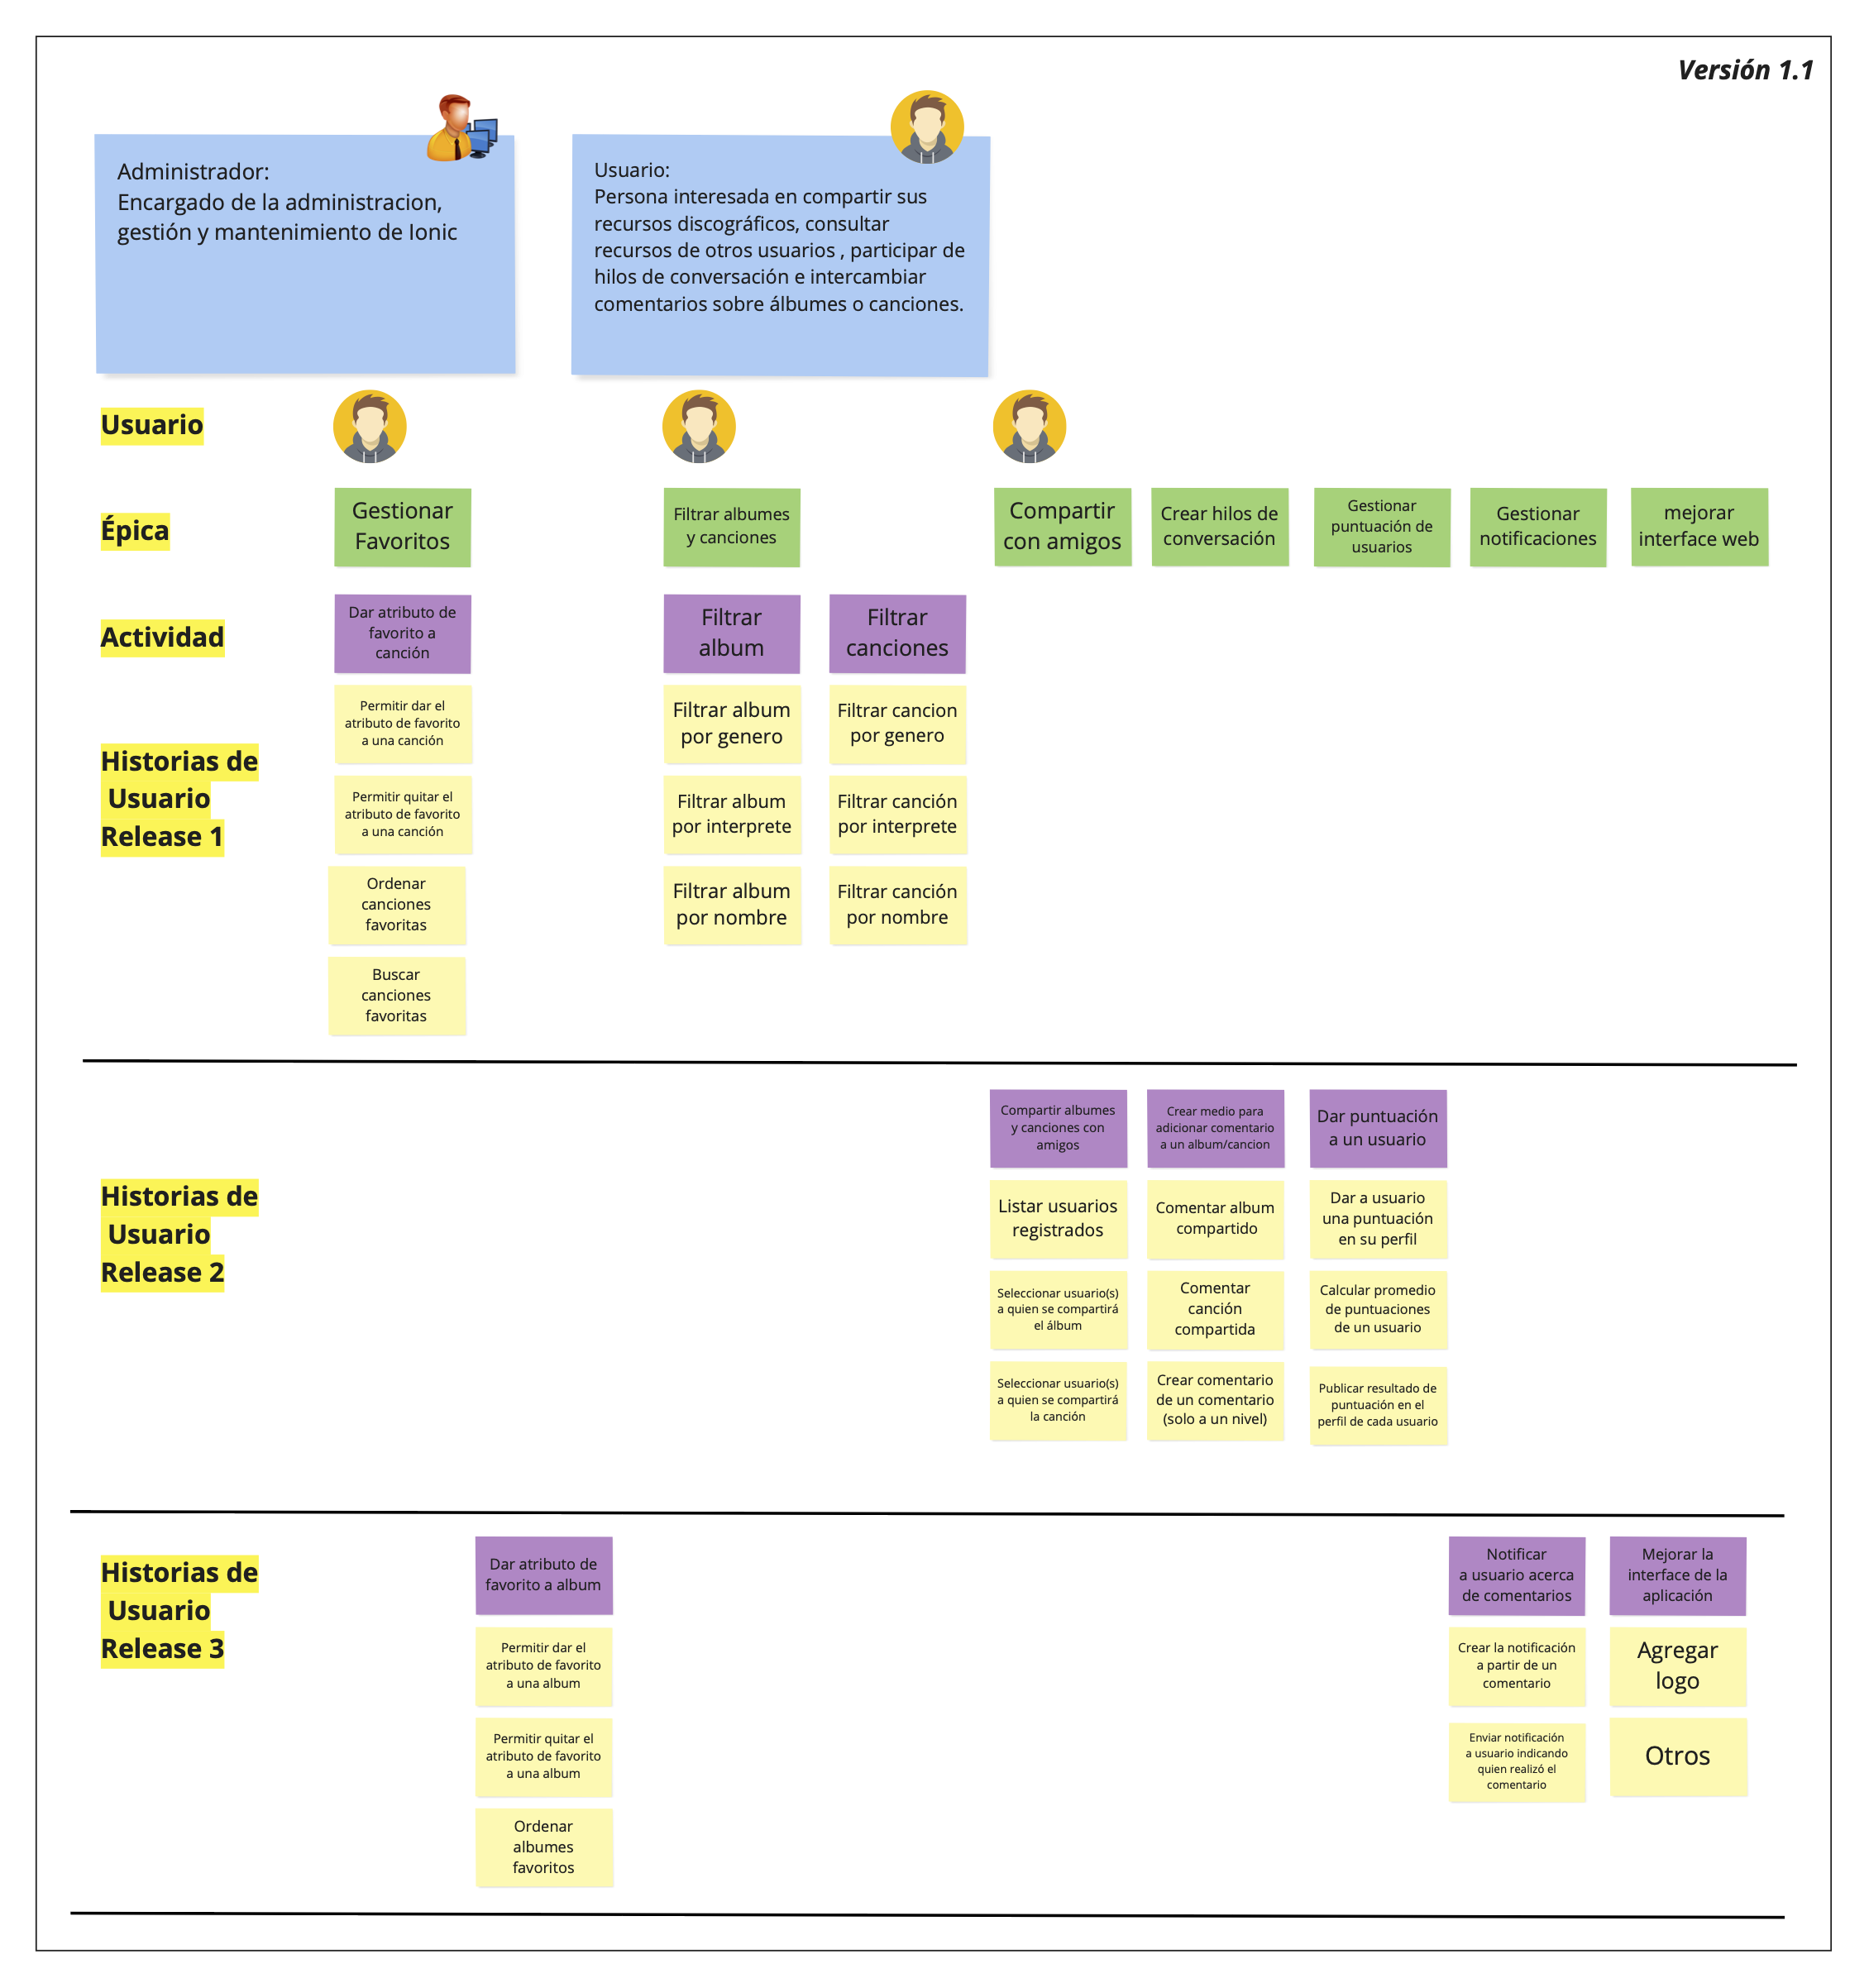 Versión 1.1
Administrador:
Encargado de la administracion,
gestión y mantenimiento de Ionic
Usuario:
Persona interesada en compartir sus
recursos discográficos, consultar
recursos de otros usuarios , participar de
hilos de conversación e intercambiar
comentarios sobre álbumes o canciones.
Usuario
Épica
Gestionar
Favoritos
Filtrar albumes
y canciones
Compartir
con amigos
Crear hilos de
conversación
Gestionar
puntuación de
usuarios
Gestionar
notificaciones
mejorar
interface web
Actividad
Dar atributo de
favorito a
canción
Filtrar
album
Filtrar
canciones
Historias de
Usuario
Release 1
Permitir dar el
atributo de favorito
a una canción
Filtrar album
por genero
Filtrar cancion
por genero
Permitir quitar el
atributo de favorito
a una canción
Filtrar album
por interprete
Filtrar canción
por interprete
Ordenar
canciones
favoritas
Filtrar album
por nombre
Filtrar canción
por nombre
Buscar
canciones
favoritas
Historias de
Usuario
Release 2
Compartir albumes
y canciones con
amigos
Crear medio para
adicionar comentario
a un album/cancion
Dar puntuación
a un usuario
Listar usuarios
registrados
Comentar album
compartido
Dar a usuario
una puntuación
en su perfil
Seleccionar usuario(s)
a quien se compartirá
el álbum
Comentar
canción
compartida
Calcular promedio
de puntuaciones
de un usuario
Seleccionar usuario(s)
a quien se compartirá
la canción
Crear comentario
de un comentario
(solo a un nivel)
Publicar resultado de
puntuación en el
perfil de cada usuario
Historias de
Usuario
Release 3
Dar atributo de
favorito a album
Notificar
a usuario acerca
de comentarios
Mejorar la
interface de la
aplicación
Permitir dar el
atributo de favorito
a una album
Crear la notificación
a partir de un
comentario
Agregar
logo
Permitir quitar el
atributo de favorito
a una album
Enviar notificación
a usuario indicando
quien realizó el
comentario
Otros
Ordenar
albumes
favoritos